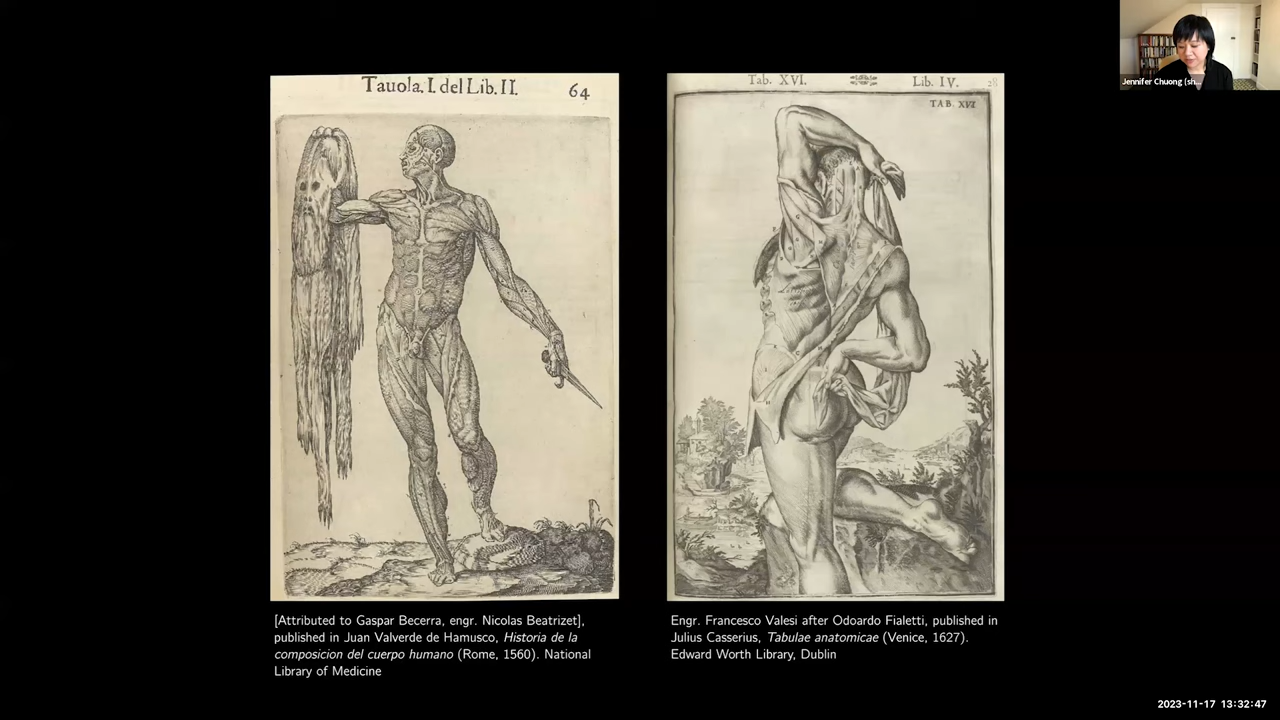 Jennifer Chuong (sh...
Tauola. I. del Lib. II.
64
Tab. XVI.
Lib. IV.
TAB. XVI
[Attributed to Gaspar Becerra, engr. Nicolas Beatrizet],
published in Juan Valverde de Hamusco, Historia de la
composicion del cuerpo humano (Rome, 1560). National
Library of Medicine
Engr. Francesco Valesi after Odoardo Fialetti, published in
Julius Casserius, Tabulae anatomicae (Venice, 1627).
Edward Worth Library, Dublin
2023-11-17 13:32:47